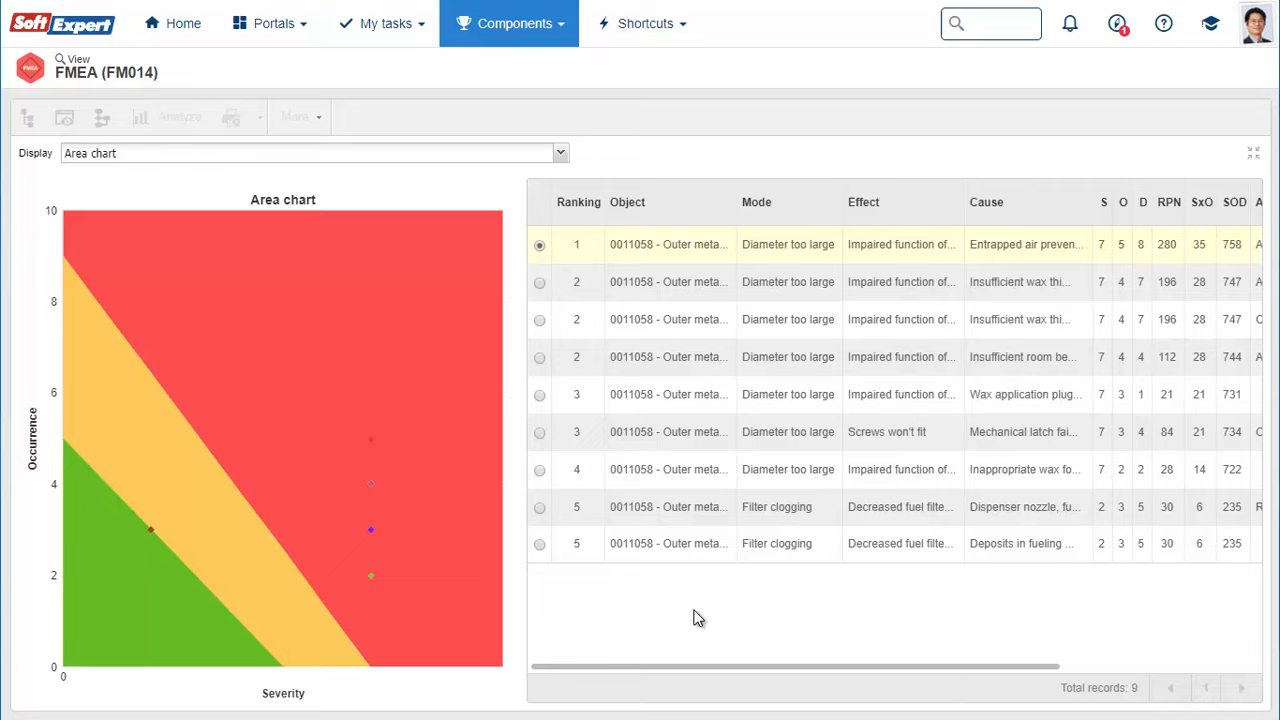 SoftExpert
Home
Portals
My tasks
Components
Shortcuts
1
View
FMEA
FMEA (FM014)
Analyze
More
Display
Area chart
Area chart
10
8
6
4
2
0
0
Occurrence
Severity
Ranking Object Mode Effect Cause S O D RPN SxO SOD A
1 0011058 - Outer meta... Diameter too large Impaired function of... Entrapped air preven... 7 5 8 280 35 758 A
2 0011058 - Outer meta... Diameter too large Impaired function of... Insufficient wax thi... 7 4 7 196 28 747 A
2 0011058 - Outer meta... Diameter too large Impaired function of... Insufficient wax thi... 7 4 7 196 28 747 C
2 0011058 - Outer meta... Diameter too large Impaired function of... Insufficient room be... 7 4 4 112 28 744 A
3 0011058 - Outer meta... Diameter too large Impaired function of... Wax application plug... 7 3 1 21 21 731
3 0011058 - Outer meta... Diameter too large Screws won't fit Mechanical latch fai... 7 3 4 84 21 734 C
4 0011058 - Outer meta... Diameter too large Impaired function of... Inappropriate wax fo... 7 2 2 28 14 722
5 0011058 - Outer meta... Filter clogging Decreased fuel filte... Dispenser nozzle, fu... 2 3 5 30 6 235 R
5 0011058 - Outer meta... Filter clogging Decreased fuel filte... Deposits in fueling ... 2 3 5 30 6 235
Total records: 9
1